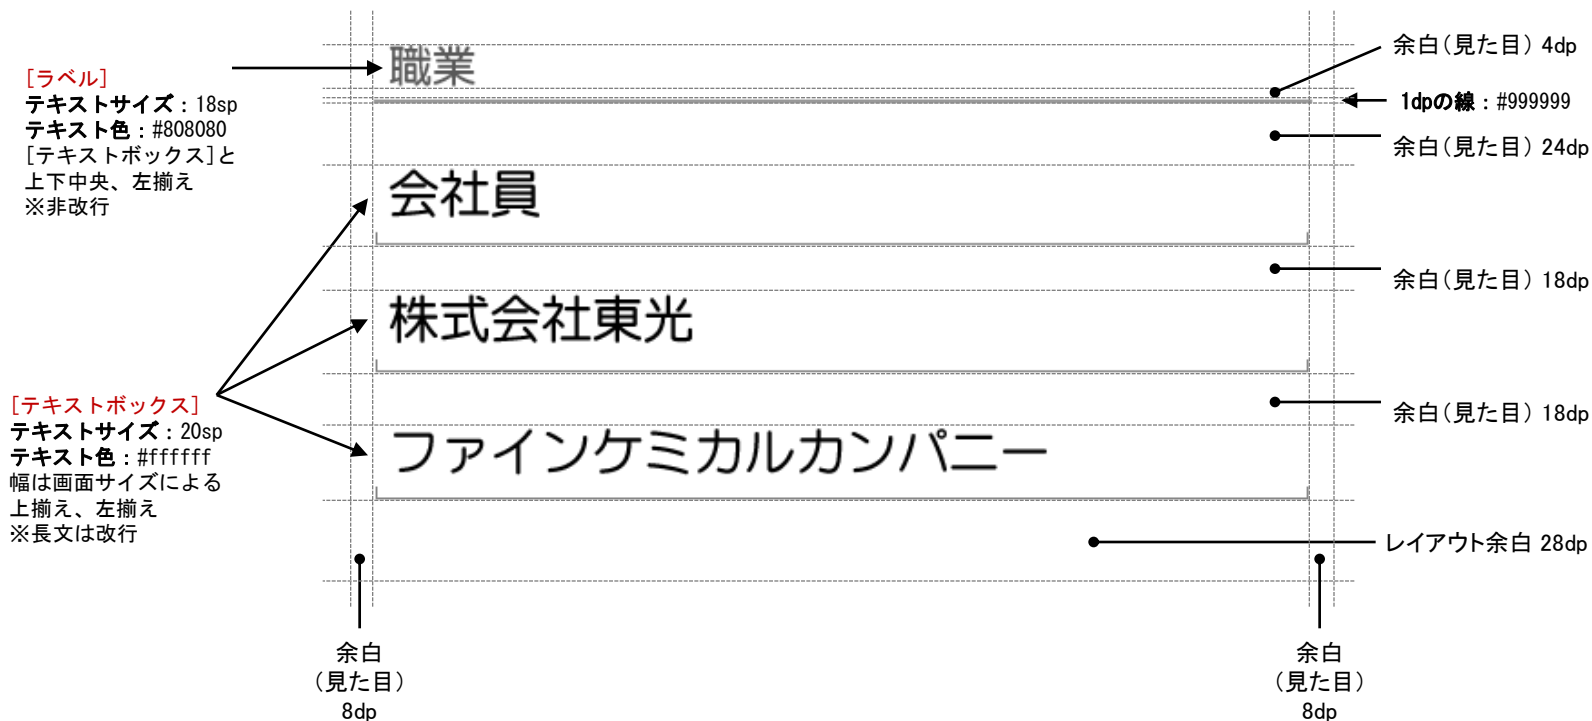 職業
余白(見た目) 4dp
[ラベル]
テキストサイズ：18sp
テキスト色：#808080
[テキストボックス]と
上下中央、左揃え
※非改行
1dpの線：#999999
余白(見た目) 24dp
会社員
余白(見た目) 18dp
株式会社東光
[テキストボックス]
テキストサイズ：20sp
テキスト色：#ffffff
幅は画面サイズによる
上揃え、左揃え
※長文は改行
余白(見た目) 18dp
ファインケミカルカンパニー
レイアウト余白 28dp
余白
(見た目)
8dp
余白
(見た目)
8dp